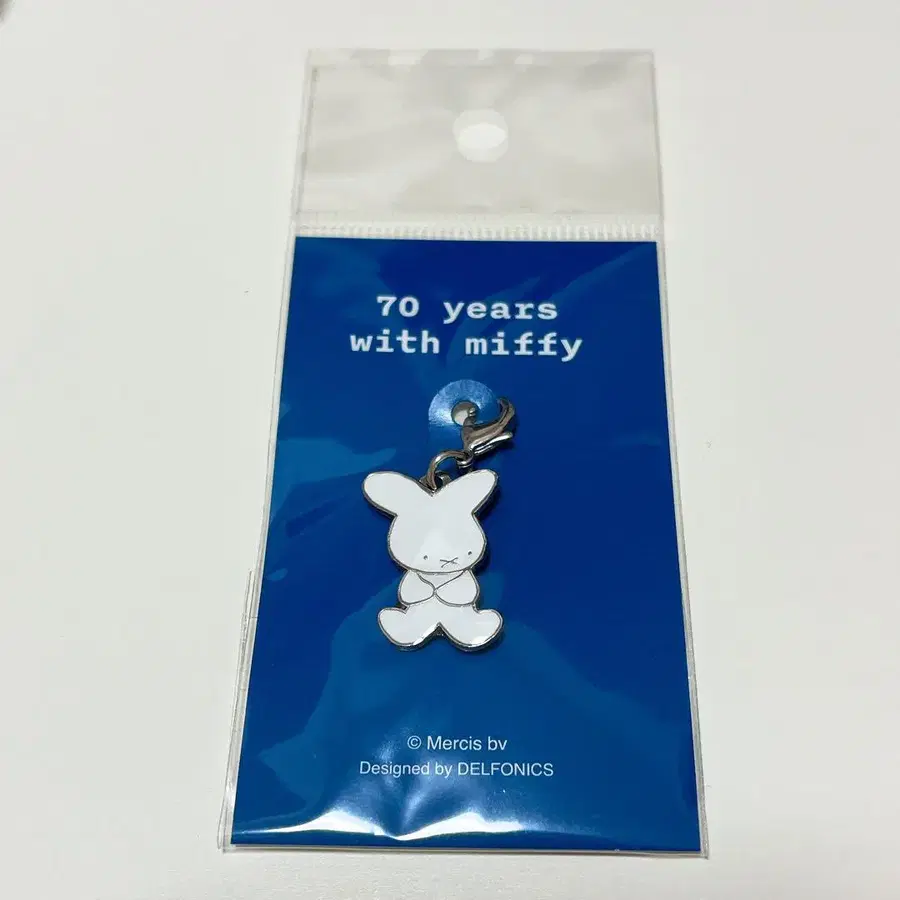 70 years
with miffy
© Mercis bv
Designed by DELFONICS